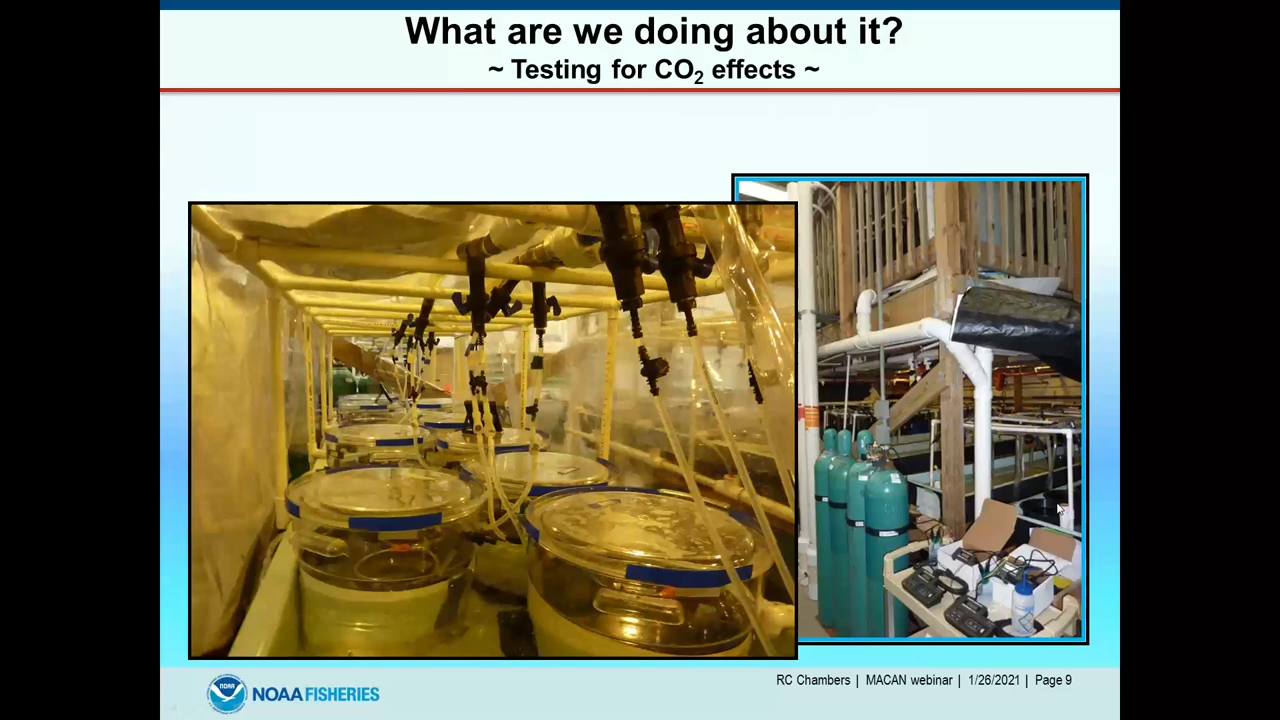 What are we doing about it?
~ Testing for CO₂ effects ~
NOAA
NOAA FISHERIES
RC Chambers | MACAN webinar | 1/26/2021 | Page 9